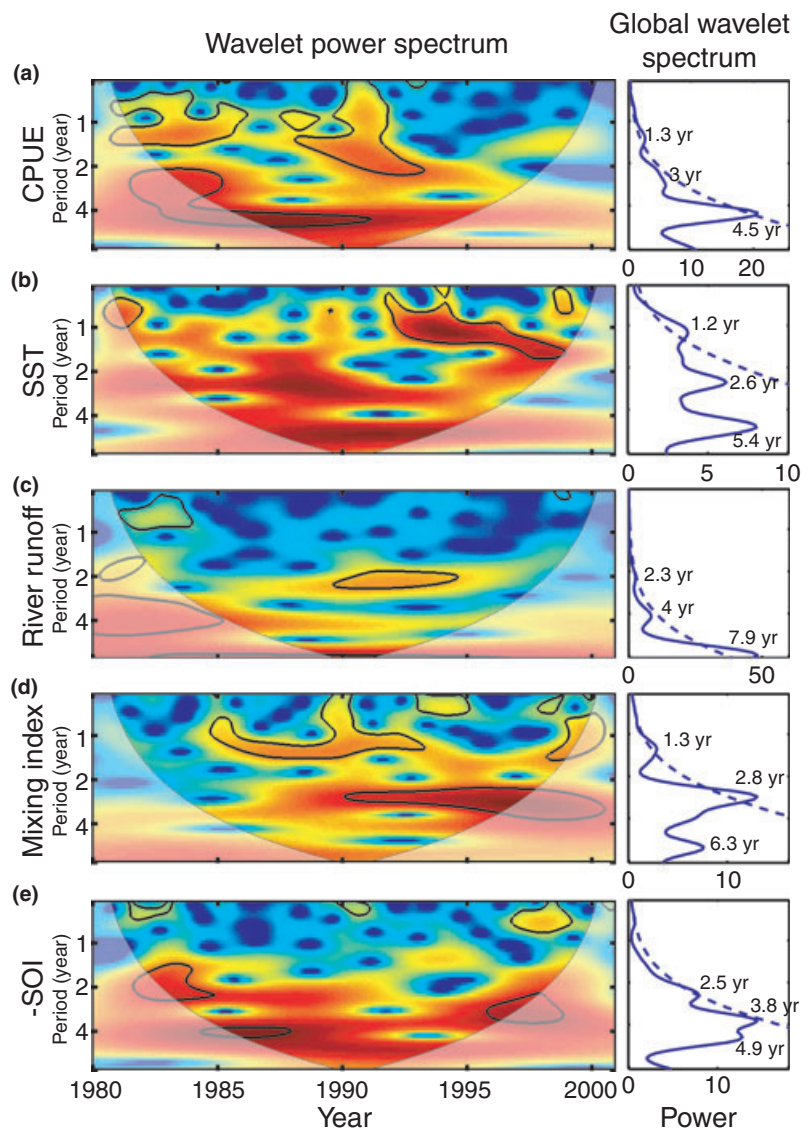 Wavelet power spectrum
Global wavelet
spectrum
(a)
CPUE
Period (year)
1
2
4
1.3 yr
3 yr
4.5 yr
0 10 20
(b)
SST
Period (year)
1
2
4
1.2 yr
2.6 yr
5.4 yr
0 5 10
(c)
River runoff
Period (year)
1
2
4
2.3 yr
4 yr
7.9 yr
0 50
(d)
Mixing index
Period (year)
1
2
4
1.3 yr
2.8 yr
6.3 yr
0 10
(e)
-SOI
Period (year)
1
2
4
2.5 yr
3.8 yr
4.9 yr
1980 1985 1990 1995 2000
0 10
Year
Power